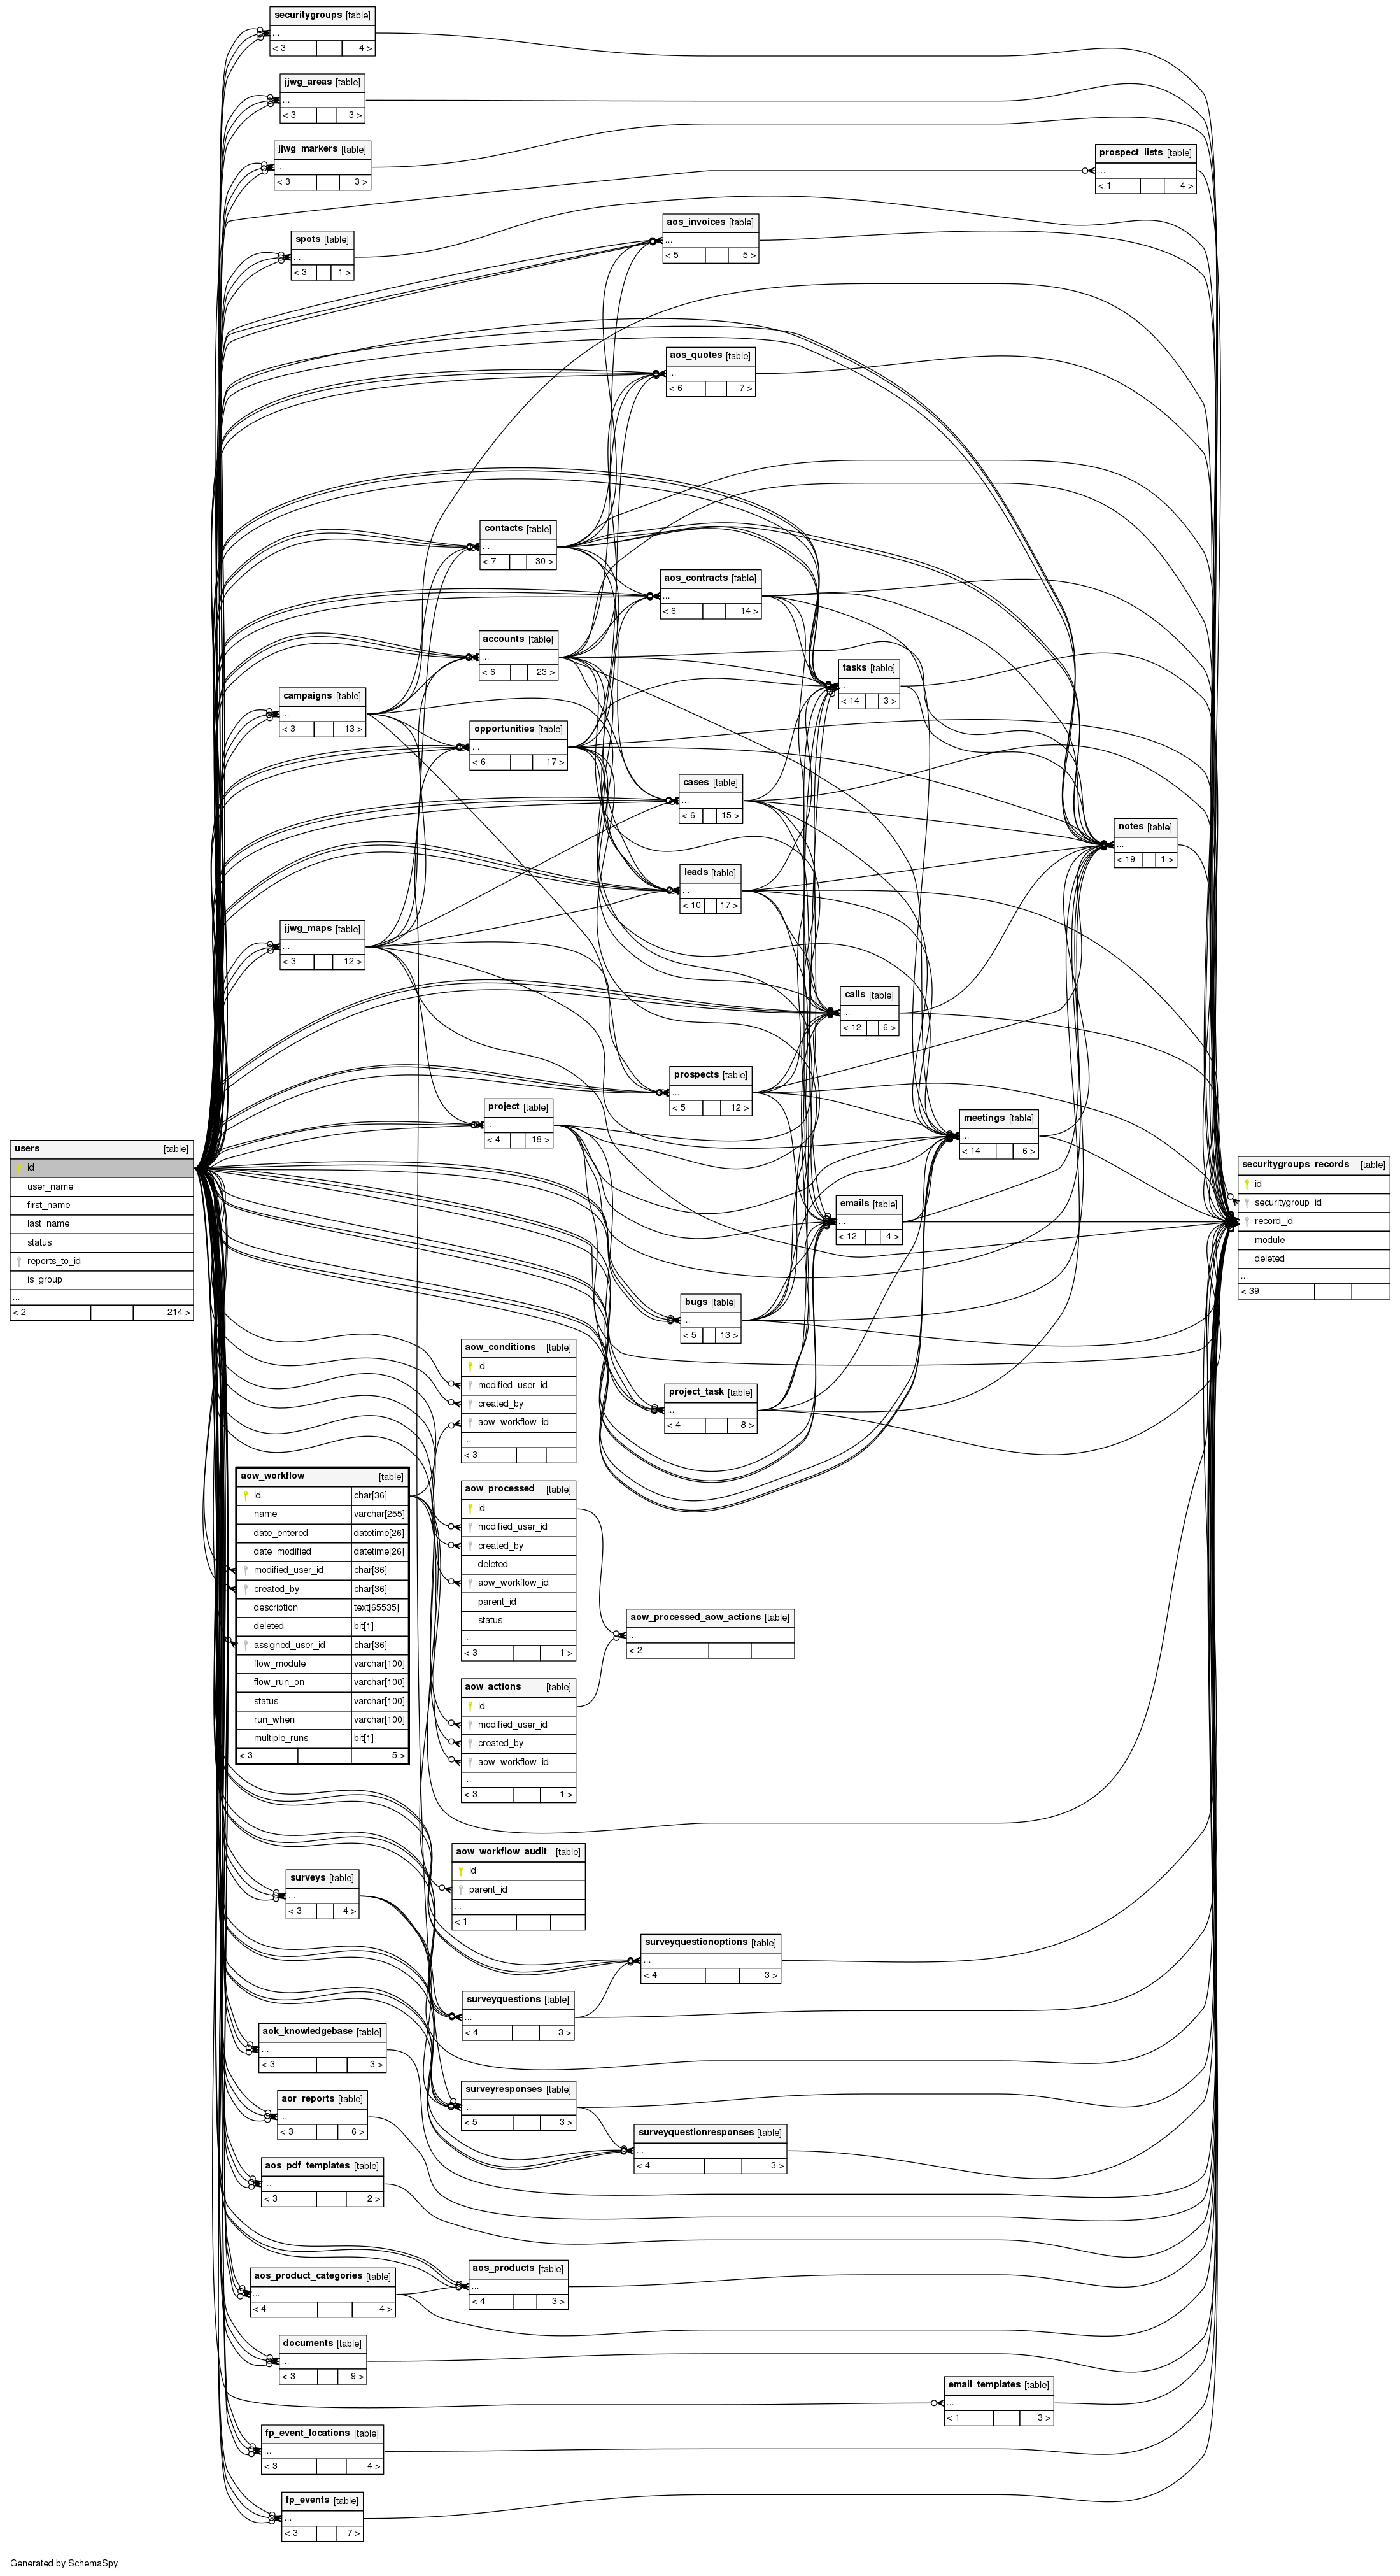 securitygroups [table]
...
< 3 4 >
jjwg_areas [table]
...
< 3 3 >
jjwg_markers [table]
...
< 3 3 >
prospect_lists [table]
...
< 1 4 >
aos_invoices [table]
...
< 5 5 >
spots [table]
...
< 3 1 >
aos_quotes [table]
...
< 6 7 >
contacts [table]
...
< 7 30 >
aos_contracts [table]
...
< 6 14 >
accounts [table]
...
< 6 23 >
tasks [table]
...
< 14 3 >
campaigns [table]
...
< 3 13 >
opportunities [table]
...
< 6 17 >
cases [table]
...
< 6 15 >
notes [table]
...
< 19 1 >
leads [table]
...
< 10 17 >
jjwg_maps [table]
...
< 3 12 >
calls [table]
...
< 12 6 >
prospects [table]
...
< 5 12 >
project [table]
...
< 4 18 >
meetings [table]
...
< 14 6 >
users [table]
id
user_name
first_name
last_name
status
reports_to_id
is_group
...
< 2 214 >
securitygroups_records [table]
id
securitygroup_id
record_id
module
deleted
...
< 39
emails [table]
...
< 12 4 >
bugs [table]
...
< 5 13 >
aow_conditions [table]
id
modified_user_id
created_by
aow_workflow_id
...
< 3
project_task [table]
...
< 4 8 >
aow_workflow [table]
id char[36]
name varchar[255]
date_entered datetime[26]
date_modified datetime[26]
modified_user_id char[36]
created_by char[36]
description text[65535]
deleted bit[1]
assigned_user_id char[36]
flow_module varchar[100]
flow_run_on varchar[100]
status varchar[100]
run_when varchar[100]
multiple_runs bit[1]
< 3 5 >
aow_processed [table]
id
modified_user_id
created_by
deleted
aow_workflow_id
parent_id
status
...
< 3 1 >
aow_processed_aow_actions [table]
...
< 2
aow_actions [table]
id
modified_user_id
created_by
aow_workflow_id
...
< 3 1 >
aow_workflow_audit [table]
id
parent_id
...
< 1
surveys [table]
...
< 3 4 >
surveyquestionoptions [table]
...
< 4 3 >
surveyquestions [table]
...
< 4 3 >
aok_knowledgebase [table]
...
< 3 3 >
surveyresponses [table]
...
< 5 3 >
aor_reports [table]
...
< 3 6 >
surveyquestionresponses [table]
...
< 4 3 >
aos_pdf_templates [table]
...
< 3 2 >
aos_products [table]
...
< 4 3 >
aos_product_categories [table]
...
< 4 4 >
documents [table]
...
< 3 9 >
email_templates [table]
...
< 1 3 >
fp_event_locations [table]
...
< 3 4 >
fp_events [table]
...
< 3 7 >
Generated by SchemaSpy